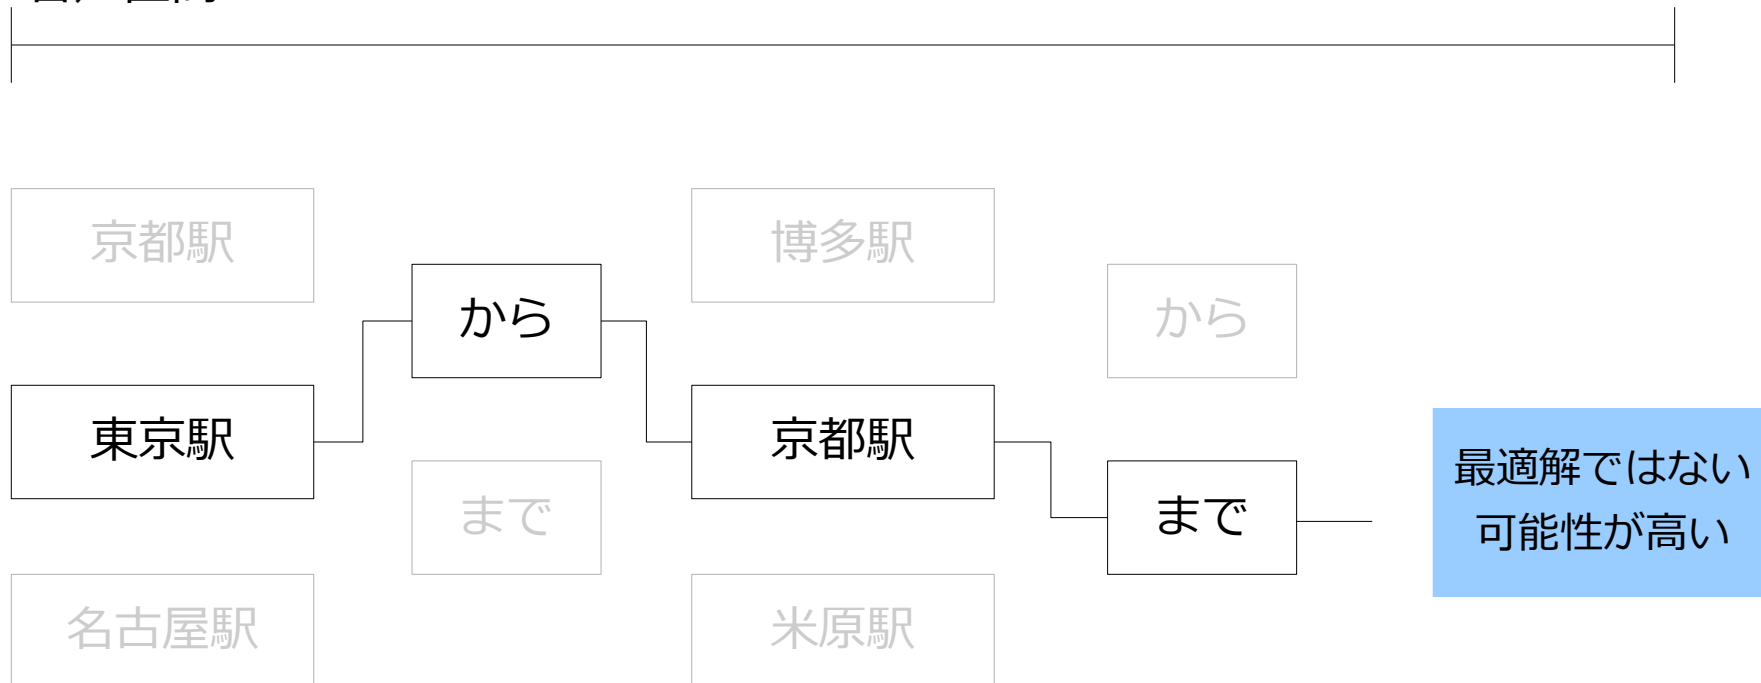 京都駅
博多駅
から
から
東京駅
京都駅
最適解ではない
可能性が高い
まで
まで
名古屋駅
米原駅